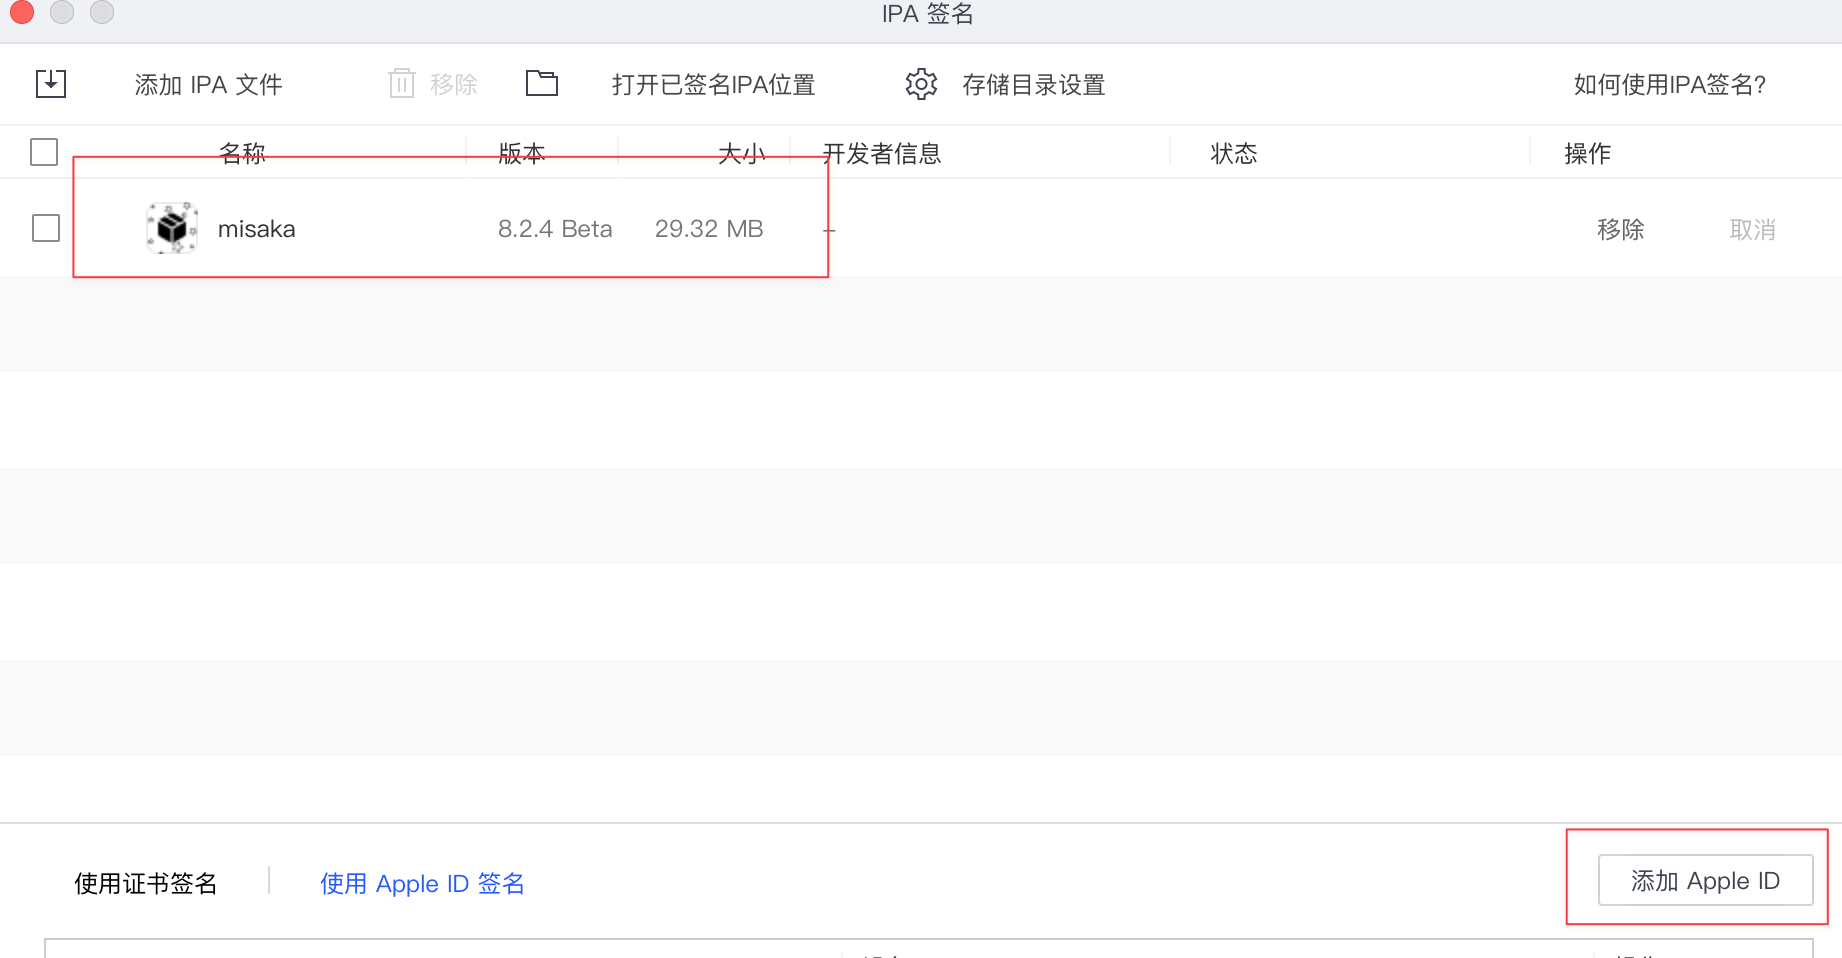 IPA 签名
添加 IPA 文件 移除 打开已签名IPA位置 存储目录设置 如何使用IPA签名?
名称 版本 大小 开发者信息 状态 操作
misaka 8.2.4 Beta 29.32 MB – 移除 取消
使用证书签名 使用 Apple ID 签名 添加 Apple ID